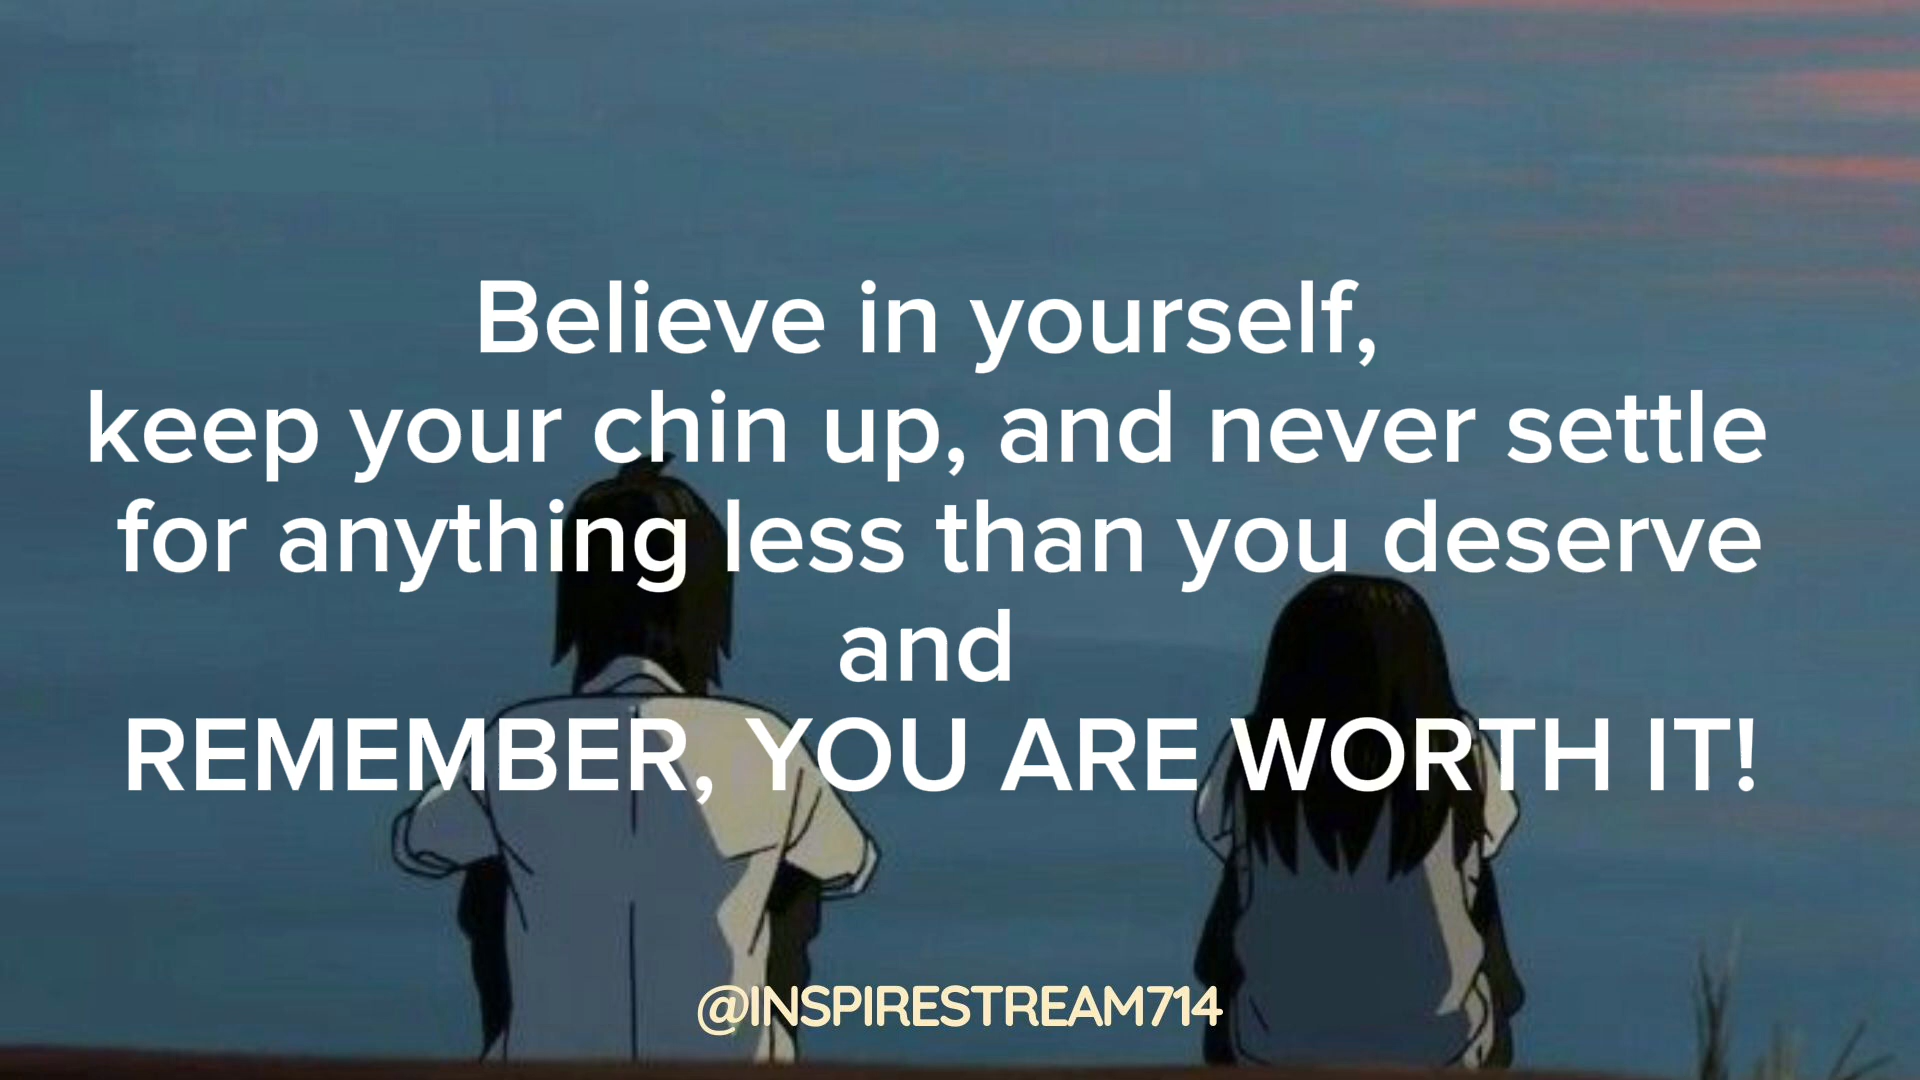 Believe in yourself,
keep your chin up, and never settle
for anything less than you deserve
and
REMEMBER, YOU ARE WORTH IT!
@INSPIRESTREAM714